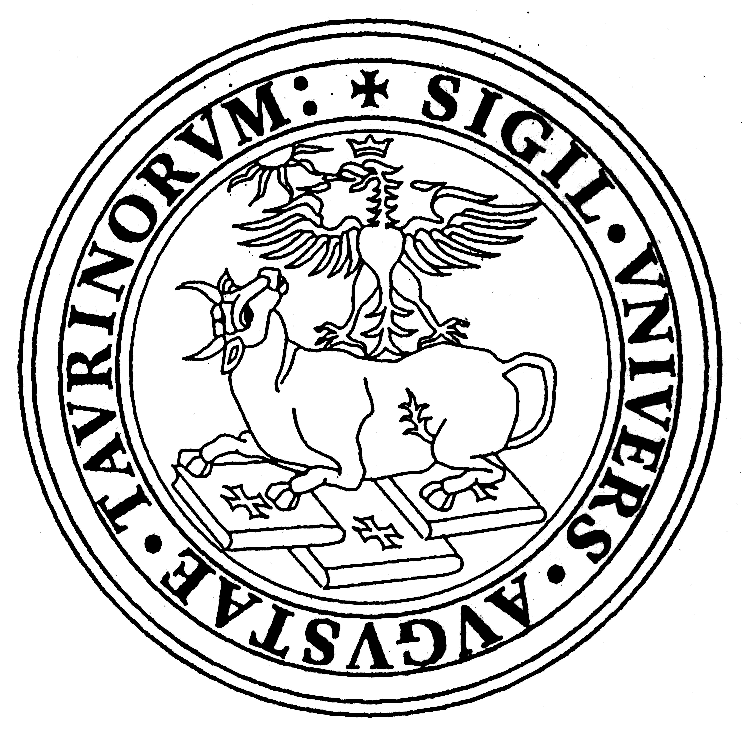 ✠ SIGIL • VNIVERS • AVGVSTAE • TAVRINORVM: